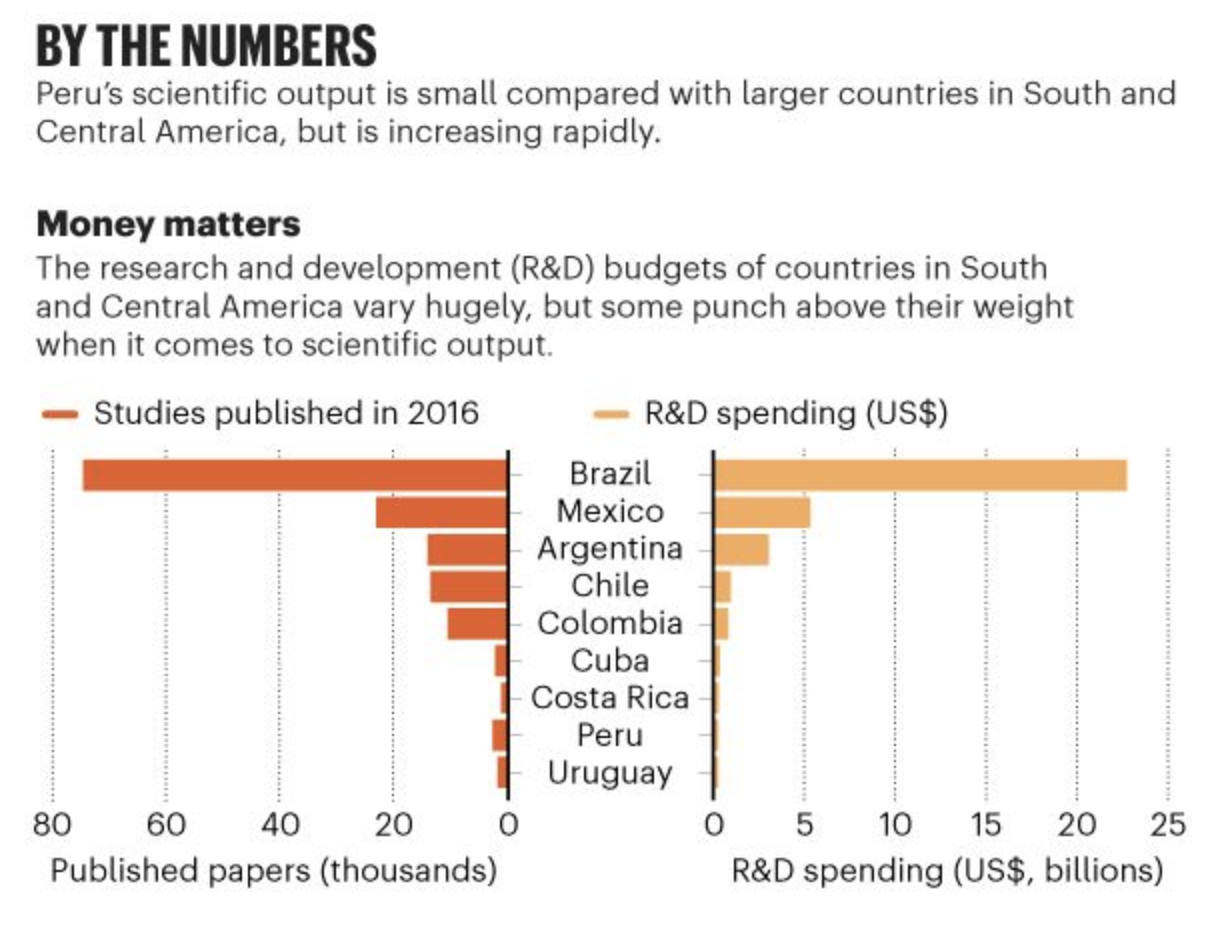 BY THE NUMBERS
Peru’s scientific output is small compared with larger countries in South and
Central America, but is increasing rapidly.
Money matters
The research and development (R&D) budgets of countries in South
and Central America vary hugely, but some punch above their weight
when it comes to scientific output.
Studies published in 2016
R&D spending (US$)
Brazil
Mexico
Argentina
Chile
Colombia
Cuba
Costa Rica
Peru
Uruguay
80 60 40 20 0
0 5 10 15 20 25
Published papers (thousands)
R&D spending (US$, billions)